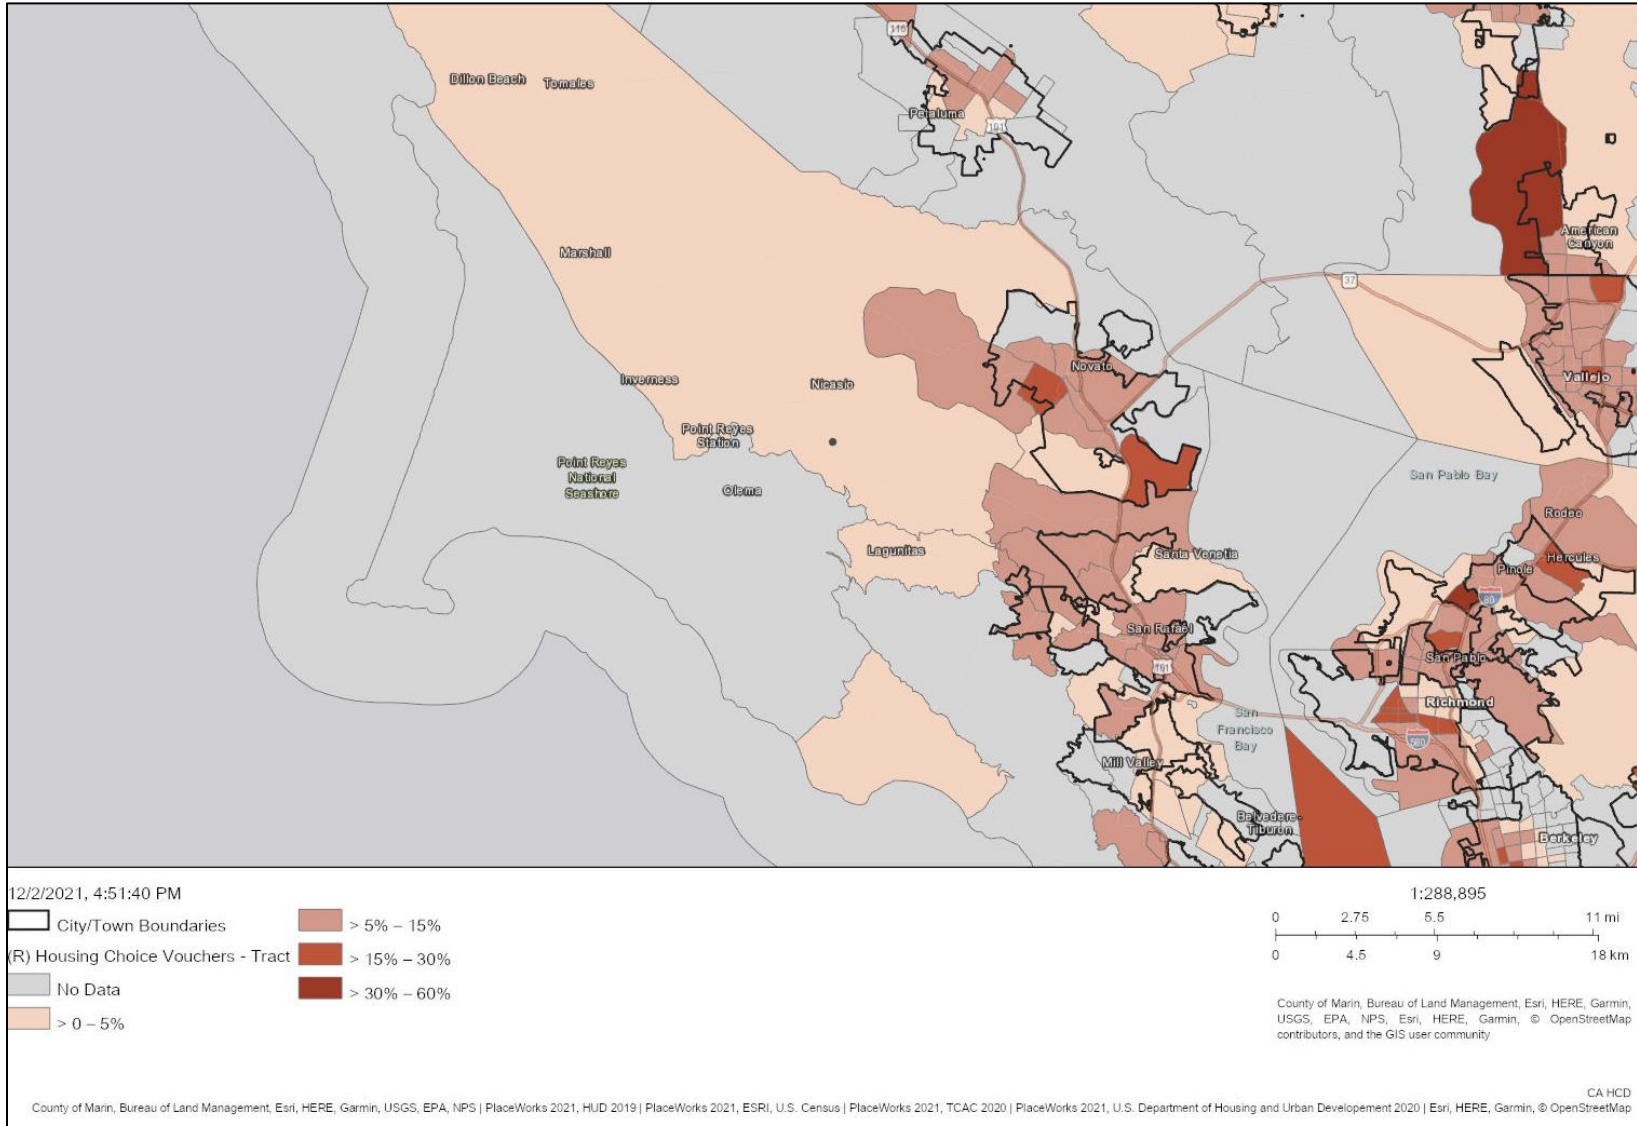 116
Dillon Beach
Tomales
Petaluma
101
Marshall
American
Canyon
37
Novato
Vallejo
Inverness
Nicasio
Point Reyes
Station
Point Reyes
National
Seashore
Olema
San Pablo Bay
Rodeo
Lagunitas
Santa Venetia
Hercules
Pinole
80
San Rafael
San Pablo
101
Richmond
San
Francisco
Bay
580
Mill Valley
Belvedere-
Tiburon
Berkeley
12/2/2021, 4:51:40 PM
City/Town Boundaries
(R) Housing Choice Vouchers - Tract
No Data
> 0 – 5%
> 5% – 15%
> 15% – 30%
> 30% – 60%
1:288,895
0 2.75 5.5 11 mi
0 4.5 9 18 km
County of Marin, Bureau of Land Management, Esri, HERE, Garmin,
USGS, EPA, NPS, Esri, HERE, Garmin, © OpenStreetMap
contributors, and the GIS user community
CA HCD
County of Marin, Bureau of Land Management, Esri, HERE, Garmin, USGS, EPA, NPS | PlaceWorks 2021, HUD 2019 | PlaceWorks 2021, ESRI, U.S. Census | PlaceWorks 2021, TCAC 2020 | PlaceWorks 2021, U.S. Department of Housing and Urban Developement 2020 | Esri, HERE, Garmin, © OpenStreetMap